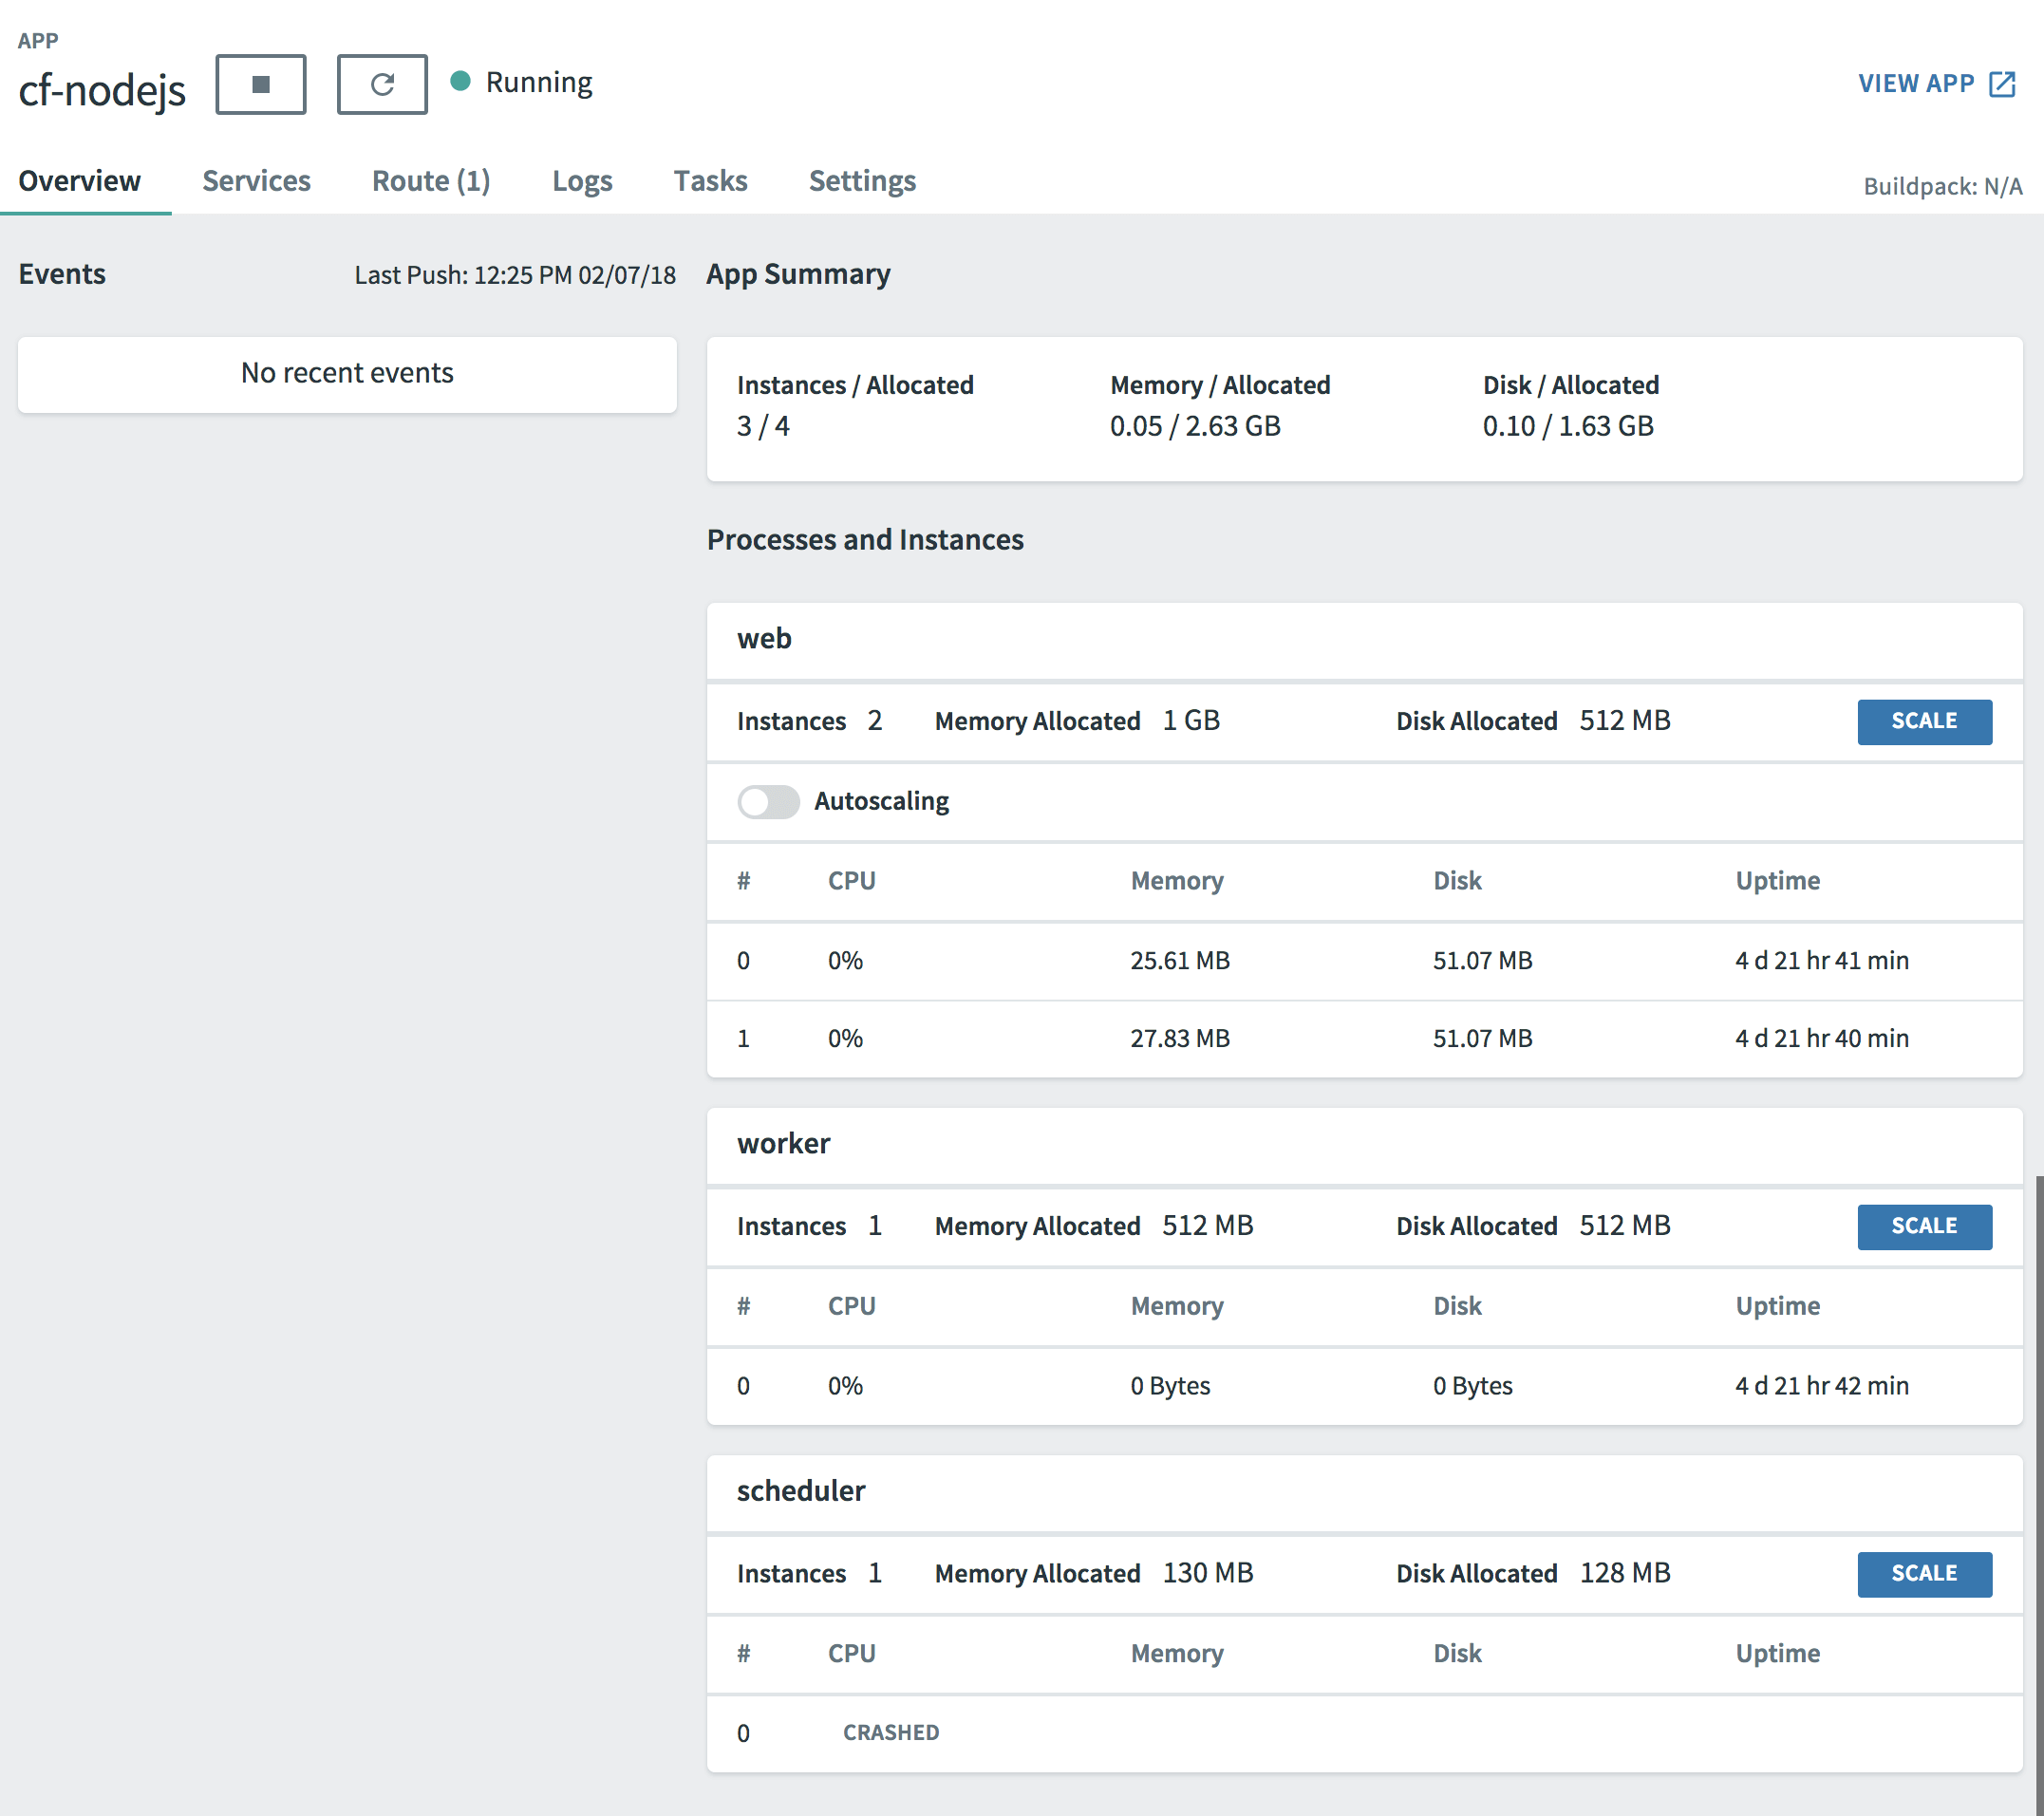 APP
cf-nodejs
Running
VIEW APP
Overview Services Route (1) Logs Tasks Settings
Buildpack: N/A
Events Last Push: 12:25 PM 02/07/18
No recent events
App Summary
Instances / Allocated Memory / Allocated Disk / Allocated
3 / 4 0.05 / 2.63 GB 0.10 / 1.63 GB
Processes and Instances
web
Instances 2 Memory Allocated 1 GB Disk Allocated 512 MB SCALE
Autoscaling
# CPU Memory Disk Uptime
0 0% 25.61 MB 51.07 MB 4 d 21 hr 41 min
1 0% 27.83 MB 51.07 MB 4 d 21 hr 40 min
worker
Instances 1 Memory Allocated 512 MB Disk Allocated 512 MB SCALE
# CPU Memory Disk Uptime
0 0% 0 Bytes 0 Bytes 4 d 21 hr 42 min
scheduler
Instances 1 Memory Allocated 130 MB Disk Allocated 128 MB SCALE
# CPU Memory Disk Uptime
0 CRASHED